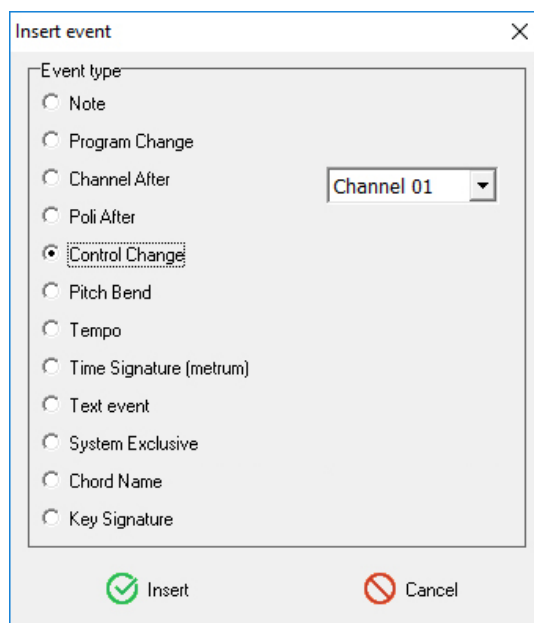 Insert event
Event type
Note
Program Change
Channel After
Channel 01
Poli After
Control Change
Pitch Bend
Tempo
Time Signature (metrum)
Text event
System Exclusive
Chord Name
Key Signature
Insert
Cancel